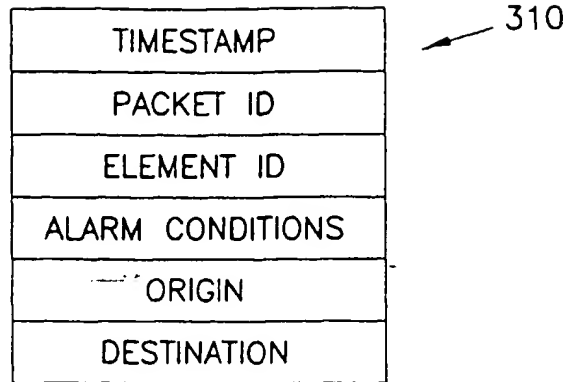 310
TIMESTAMP
PACKET ID
ELEMENT ID
ALARM CONDITIONS
ORIGIN
DESTINATION